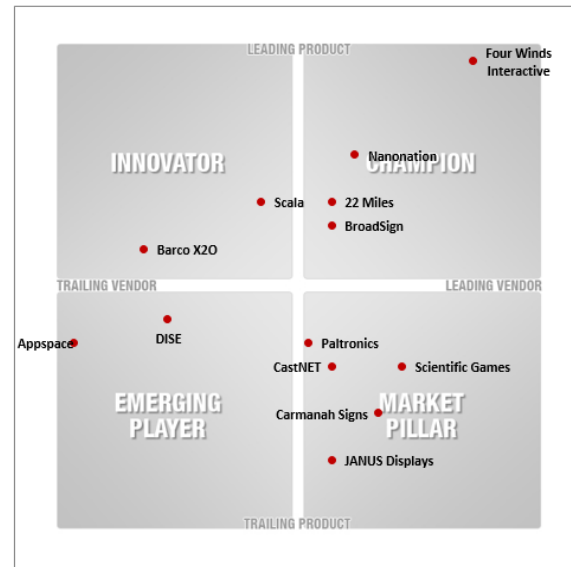 LEADING PRODUCT
Four Winds
Interactive
INNOVATOR
CHAMPION
Nanonation
Scala
22 Miles
BroadSign
Barco X2O
TRAILING VENDOR
LEADING VENDOR
Appspace
DISE
Paltronics
CastNET
Scientific Games
EMERGING
PLAYER
Carmanah Signs
MARKET
PILLAR
JANUS Displays
TRAILING PRODUCT